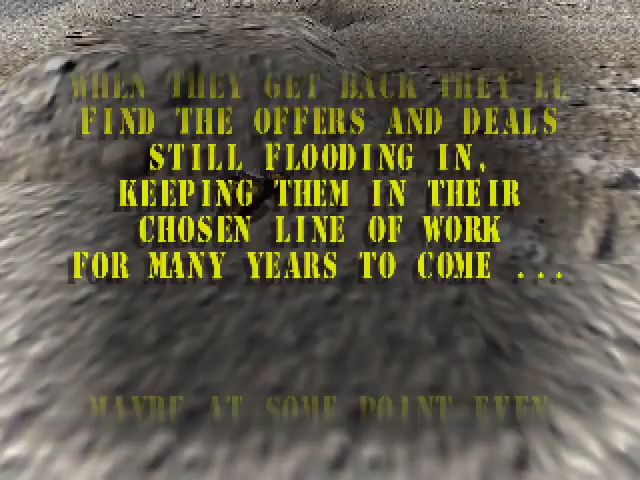 WHEN THEY GET BACK THEY'LL
FIND THE OFFERS AND DEALS
STILL FLOODING IN,
KEEPING THEM IN THEIR
CHOSEN LINE OF WORK
FOR MANY YEARS TO COME ...
MAYBE AT SOME POINT EVEN